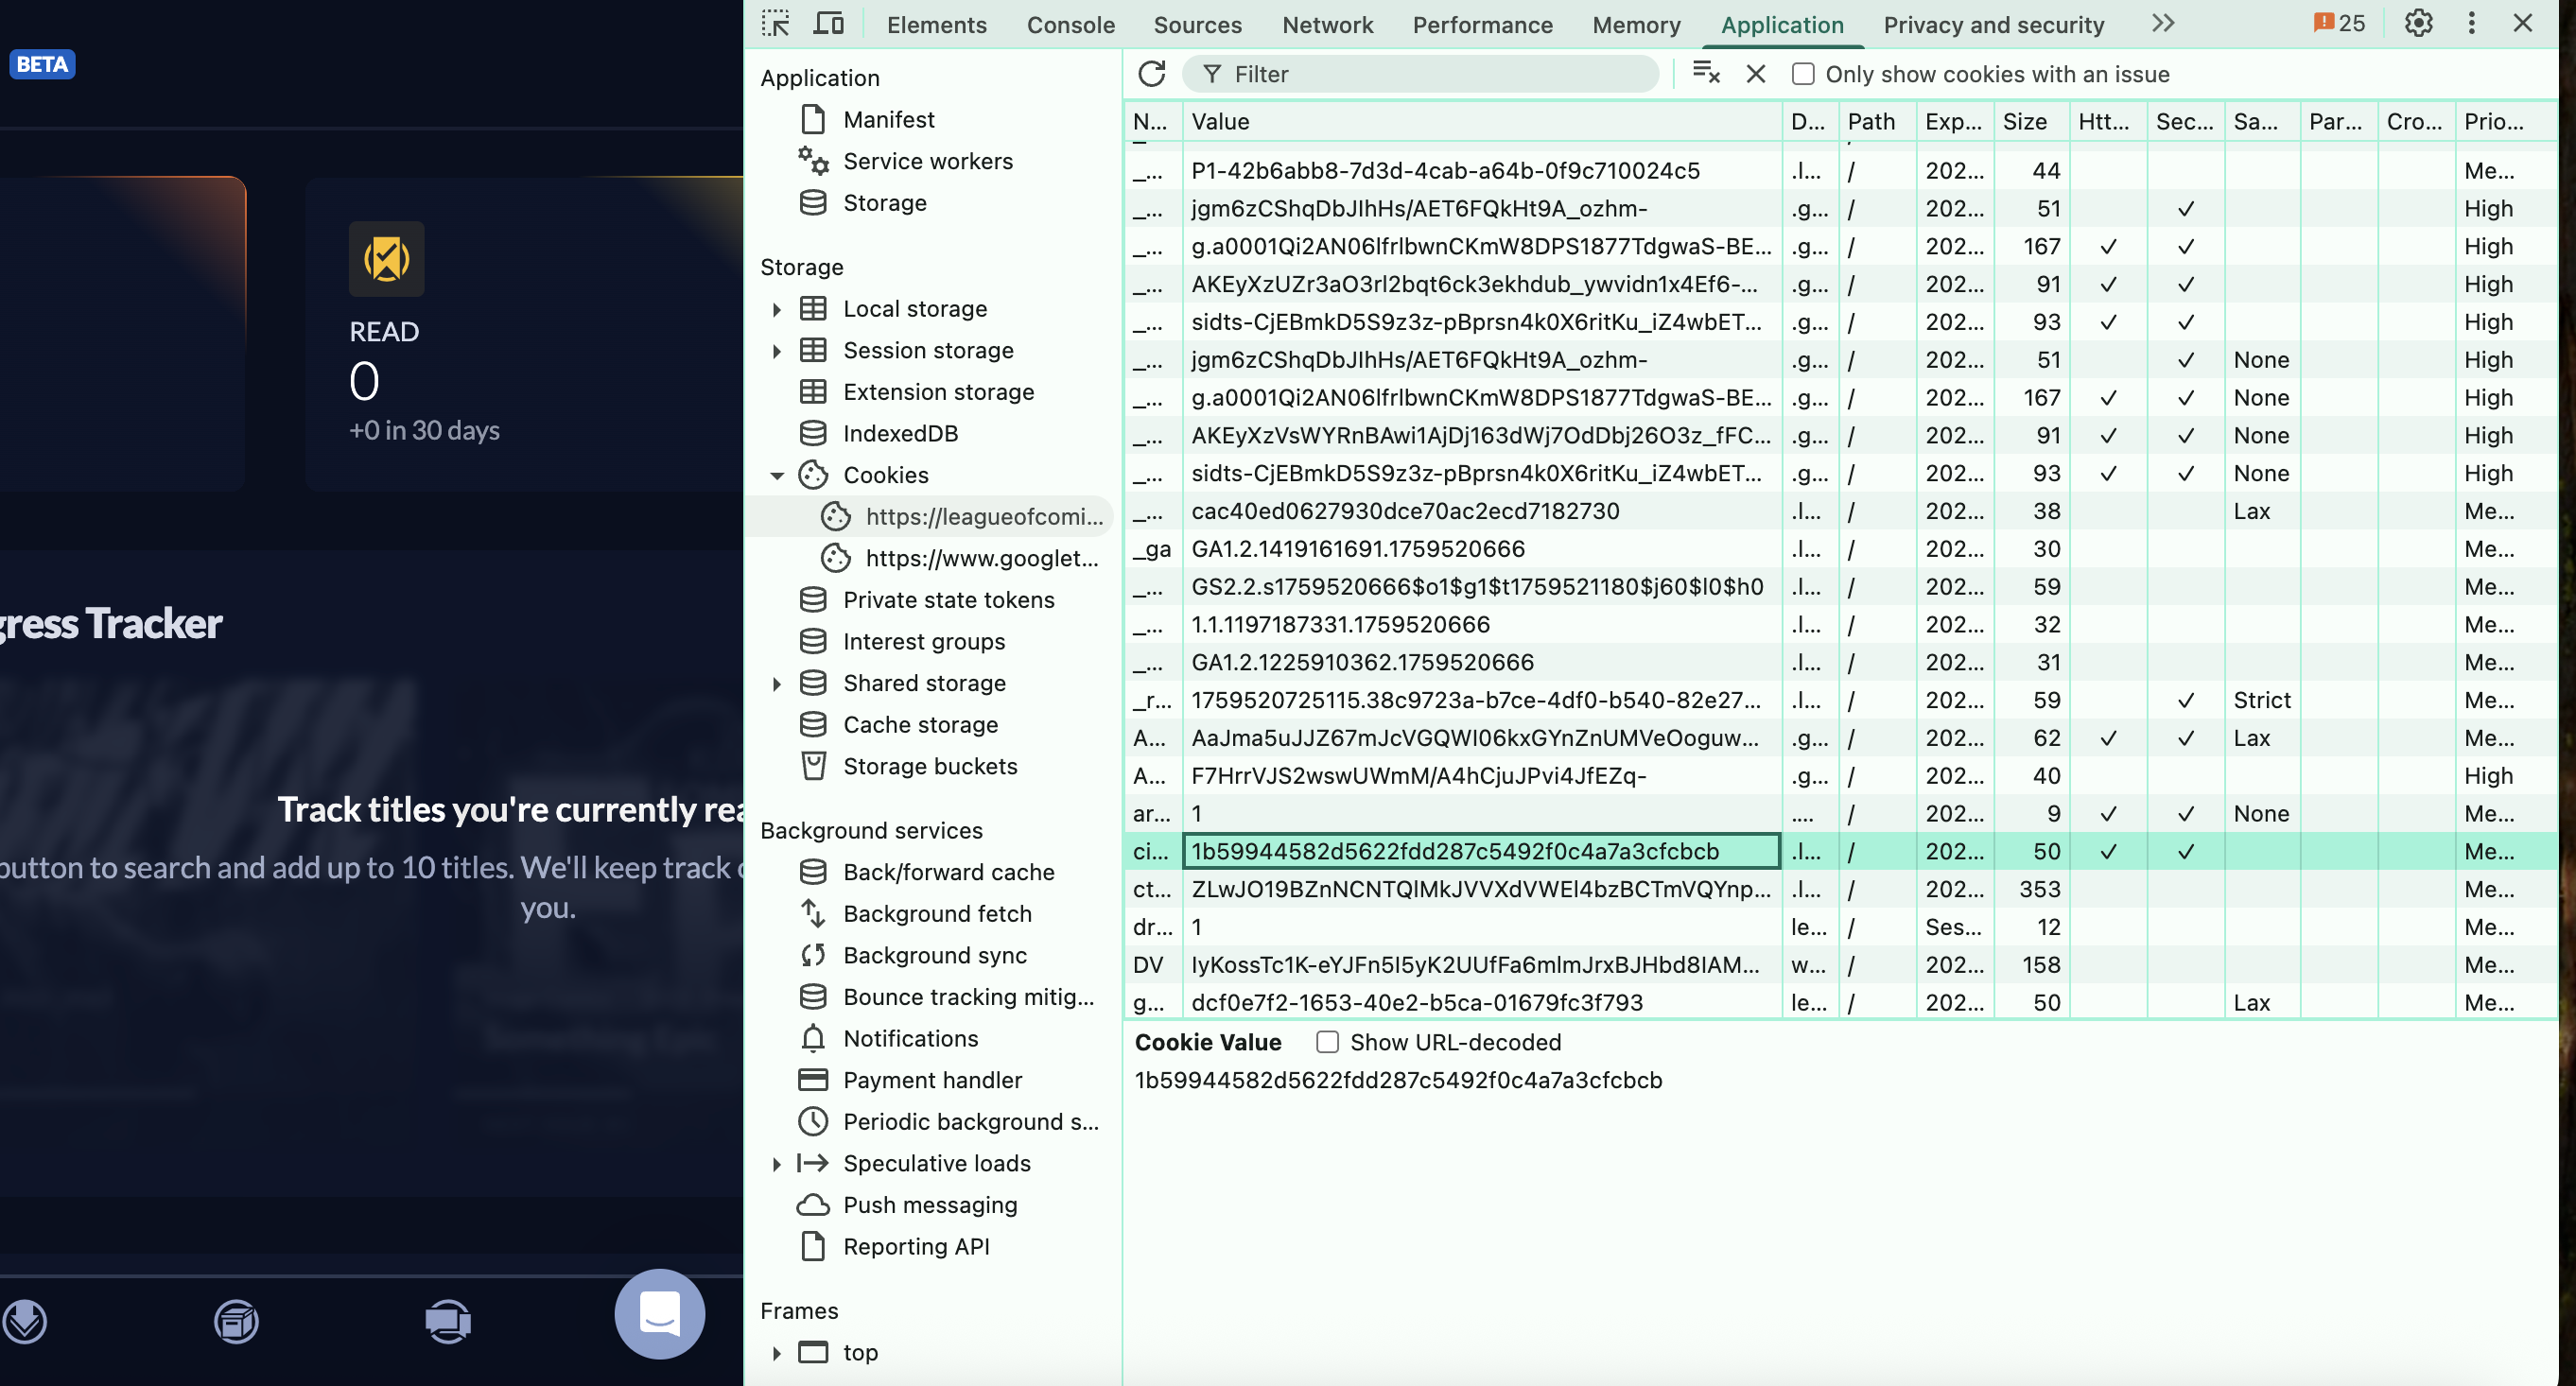 BETA
READ
0
+0 in 30 days
gress Tracker
Track titles you're currently rea
button to search and add up to 10 titles. We'll keep track
you.
Elements Console Sources Network Performance Memory Application Privacy and security 25
Application
Manifest
Service workers
Storage
Storage
Local storage
Session storage
Extension storage
IndexedDB
Cookies
https://leagueofcomi...
https://www.googlet...
Private state tokens
Interest groups
Shared storage
Cache storage
Storage buckets
Background services
Back/forward cache
Background fetch
Background sync
Bounce tracking mitig...
Notifications
Payment handler
Periodic background s...
Speculative loads
Push messaging
Reporting API
Frames
top
Filter Only show cookies with an issue
N... Value D... Path Exp... Size Htt... Sec... Sa... Par... Cro... Prio...
_... P1-42b6abb8-7d3d-4cab-a64b-0f9c710024c5 .l... / 202... 44 Me...
_... jgm6zCShqDbJIhHs/AET6FQkHt9A_ozhm- .g... / 202... 51 ✓ High
_... g.a0001Qi2AN06lfrlbwnCKmW8DPS1877TdgwaS-BE... .g... / 202... 167 ✓ ✓ High
_... AKEyXzUZr3aO3rl2bqt6ck3ekhdub_ywvidn1x4Ef6-... .g... / 202... 91 ✓ ✓ High
_... sidts-CjEBmkD5S9z3z-pBprsn4k0X6ritKu_iZ4wbET... .g... / 202... 93 ✓ ✓ High
_... jgm6zCShqDbJIhHs/AET6FQkHt9A_ozhm- .g... / 202... 51 ✓ None High
_... g.a0001Qi2AN06lfrlbwnCKmW8DPS1877TdgwaS-BE... .g... / 202... 167 ✓ ✓ None High
_... AKEyXzVsWYRnBAwi1AjDj163dWj7OdDbj26O3z_fFC... .g... / 202... 91 ✓ ✓ None High
_... sidts-CjEBmkD5S9z3z-pBprsn4k0X6ritKu_iZ4wbET... .g... / 202... 93 ✓ ✓ None High
_... cac40ed0627930dce70ac2ecd7182730 .l... / 202... 38 Lax Me...
_ga GA1.2.1419161691.1759520666 .l... / 202... 30 Me...
_... GS2.2.s1759520666$o1$g1$t1759521180$j60$l0$h0 .l... / 202... 59 Me...
_... 1.1.1197187331.1759520666 .l... / 202... 32 Me...
_... GA1.2.1225910362.1759520666 .l... / 202... 31 Me...
_r... 1759520725115.38c9723a-b7ce-4df0-b540-82e27... .l... / 202... 59 ✓ Strict Me...
A... AaJma5uJJZ67mJcVGQWI06kxGYnZnUMVeOoguw... .g... / 202... 62 ✓ ✓ Lax Me...
A... F7HrrVJS2wswUWmM/A4hCjuJPvi4JfEZq- .g... / 202... 40 High
ar... 1 .... / 202... 9 ✓ ✓ None Me...
ci... 1b59944582d5622fdd287c5492f0c4a7a3cfcbcb .l... / 202... 50 ✓ ✓ Me...
ct... ZLwJO19BZnNCNTQlMkJVVXdVWEl4bzBCTmVQYnp... .l... / 202... 353 Me...
dr... 1 le... / Ses... 12 Me...
DV IyKossTc1K-eYJFn5I5yK2UUfFa6mlmJrxBJHbd8IAM... w... / 202... 158 Me...
g... dcf0e7f2-1653-40e2-b5ca-01679fc3f793 le... / 202... 50 Lax Me...
Cookie Value Show URL-decoded
1b59944582d5622fdd287c5492f0c4a7a3cfcbcb